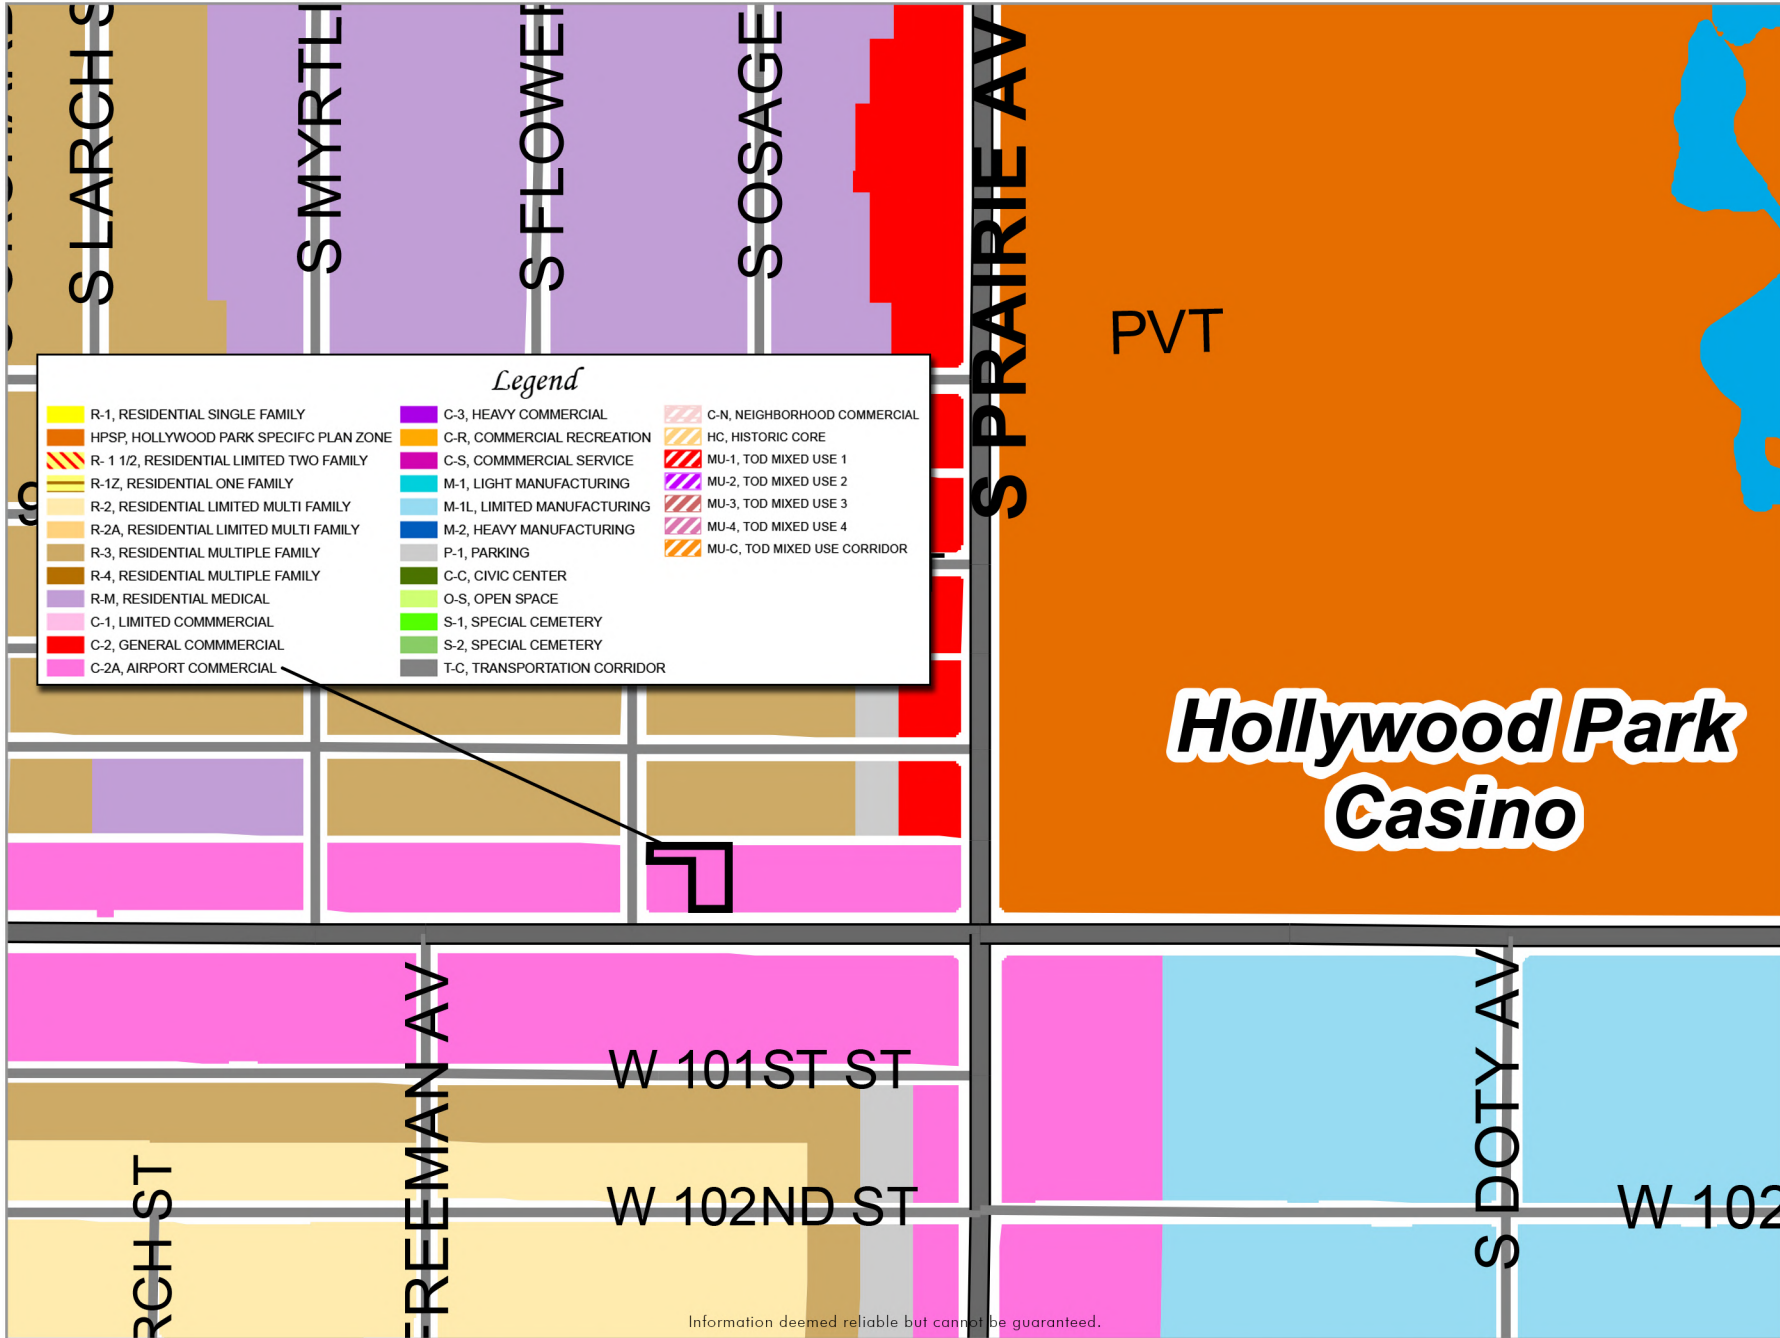 S LARCH S
S MYRTL
S FLOWER
S OSAGE
S PRAIRIE AV
PVT
9
Legend
R-1, RESIDENTIAL SINGLE FAMILY
HPSP, HOLLYWOOD PARK SPECIFC PLAN ZONE
R- 1 1/2, RESIDENTIAL LIMITED TWO FAMILY
R-1Z, RESIDENTIAL ONE FAMILY
R-2, RESIDENTIAL LIMITED MULTI FAMILY
R-2A, RESIDENTIAL LIMITED MULTI FAMILY
R-3, RESIDENTIAL MULTIPLE FAMILY
R-4, RESIDENTIAL MULTIPLE FAMILY
R-M, RESIDENTIAL MEDICAL
C-1, LIMITED COMMMERCIAL
C-2, GENERAL COMMMERCIAL
C-2A, AIRPORT COMMERCIAL
C-3, HEAVY COMMERCIAL
C-R, COMMERCIAL RECREATION
C-S, COMMMERCIAL SERVICE
M-1, LIGHT MANUFACTURING
M-1L, LIMITED MANUFACTURING
M-2, HEAVY MANUFACTURING
P-1, PARKING
C-C, CIVIC CENTER
O-S, OPEN SPACE
S-1, SPECIAL CEMETERY
S-2, SPECIAL CEMETERY
T-C, TRANSPORTATION CORRIDOR
C-N, NEIGHBORHOOD COMMERCIAL
HC, HISTORIC CORE
MU-1, TOD MIXED USE 1
MU-2, TOD MIXED USE 2
MU-3, TOD MIXED USE 3
MU-4, TOD MIXED USE 4
MU-C, TOD MIXED USE CORRIDOR
Hollywood Park
Casino
FREEMAN AV
W 101ST ST
S DOTY AV
RCH ST
W 102ND ST
W 102
Information deemed reliable but cannot be guaranteed.